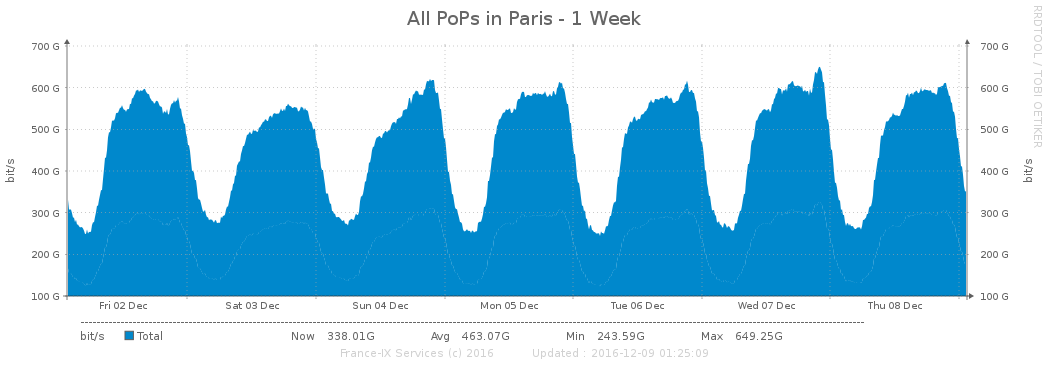 All PoPs in Paris - 1 Week
RRDTOOL / TOBI OETIKER
700 G 700 G
600 G 600 G
500 G 500 G
400 G 400 G
300 G 300 G
200 G 200 G
100 G 100 G
bit/s bit/s
Fri 02 Dec Sat 03 Dec Sun 04 Dec Mon 05 Dec Tue 06 Dec Wed 07 Dec Thu 08 Dec
bit/s Total Now 338.01G Avg 463.07G Min 243.59G Max 649.25G
France-IX Services (c) 2016 Updated : 2016-12-09 01:25:09